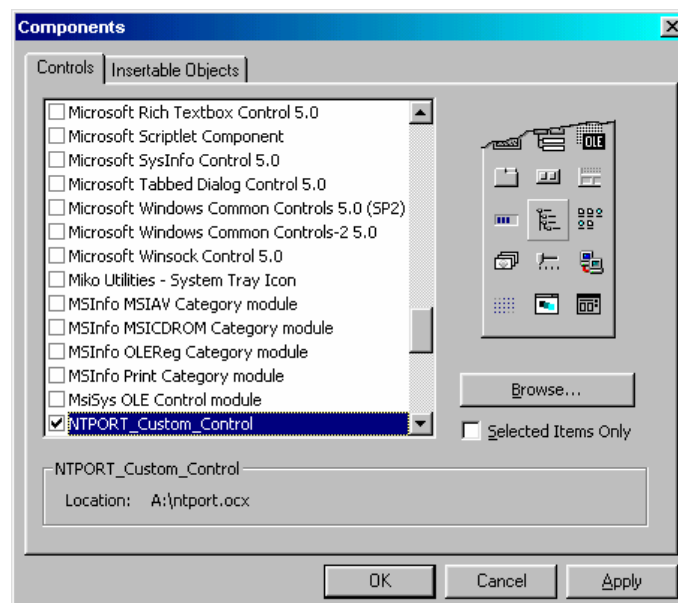 Components
Controls
Insertable Objects
Microsoft Rich Textbox Control 5.0
Microsoft Scriptlet Component
Microsoft SysInfo Control 5.0
Microsoft Tabbed Dialog Control 5.0
Microsoft Windows Common Controls 5.0 (SP2)
Microsoft Windows Common Controls-2 5.0
Microsoft Winsock Control 5.0
Miko Utilities - System Tray Icon
MSInfo MSIAV Category module
MSInfo MSICDROM Category module
MSInfo OLEReg Category module
MSInfo Print Category module
MsiSys OLE Control module
NTPORT_Custom_Control
OLE
Browse...
Selected Items Only
NTPORT_Custom_Control
Location: A:\ntport.ocx
OK
Cancel
Apply